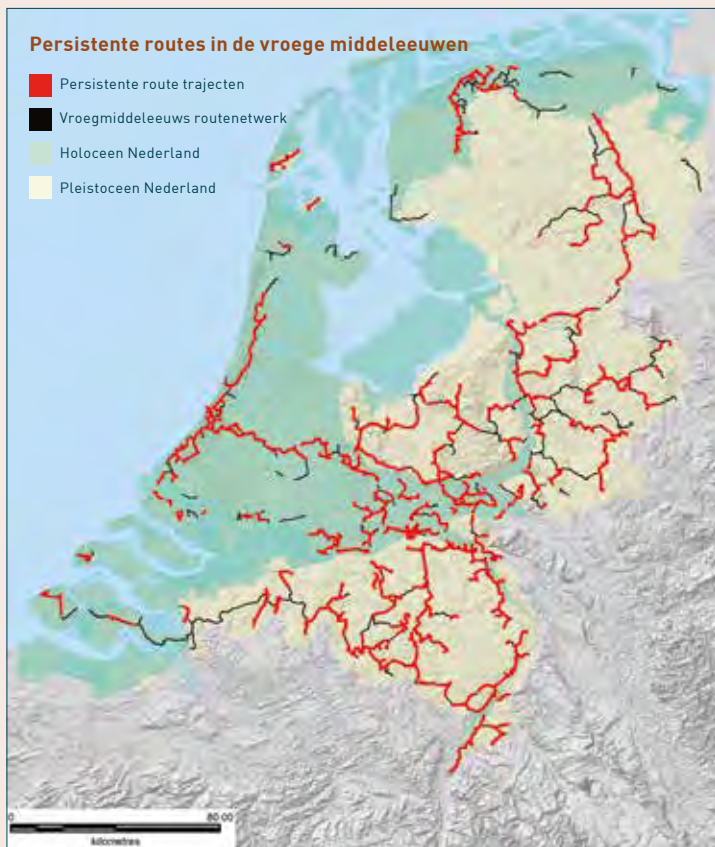 Persistente routes in de vroege middeleeuwen
Persistente route trajecten
Vroegmiddeleeuws routenetwerk
Holoceen Nederland
Pleistoceen Nederland
0 80 00
kilometres